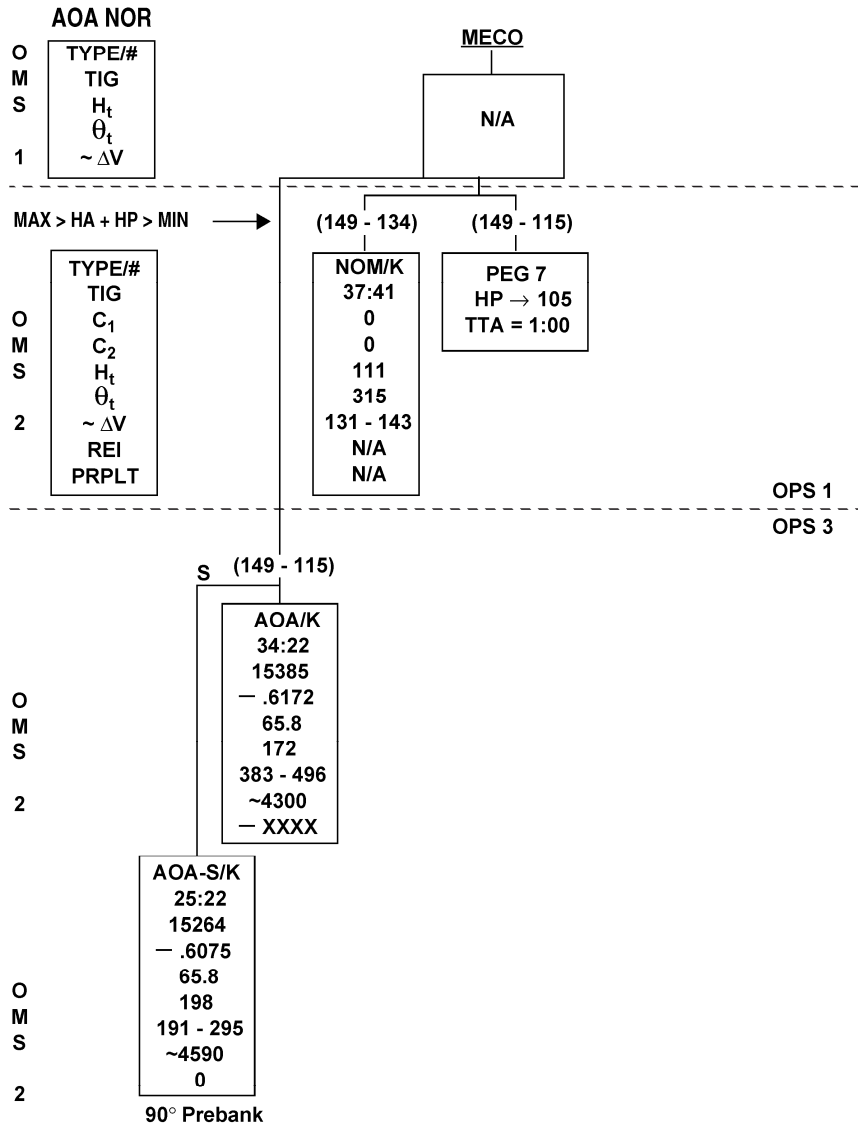 AOA NOR
O
M
S
1
TYPE/#
TIG
Ht
θt
~ ΔV
MECO
N/A
MAX > HA + HP > MIN
(149 - 134)
(149 - 115)
O
M
S
2
TYPE/#
TIG
C1
C2
Ht
θt
~ ΔV
REI
PRPLT
NOM/K
37:41
0
0
111
315
131 - 143
N/A
N/A
PEG 7
HP → 105
TTA = 1:00
OPS 1
OPS 3
S
(149 - 115)
O
M
S
2
AOA/K
34:22
15385
− .6172
65.8
172
383 - 496
~4300
− XXXX
O
M
S
2
AOA-S/K
25:22
15264
− .6075
65.8
198
191 - 295
~4590
0
90° Prebank